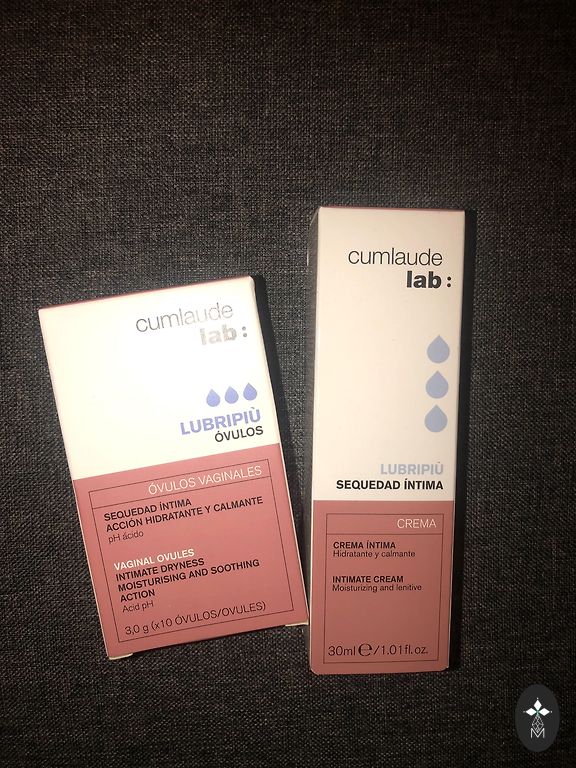 cumlaude
lab:
LUBRIPIÙ
ÓVULOS
ÓVULOS VAGINALES
SEQUEDAD ÍNTIMA
ACCIÓN HIDRATANTE Y CALMANTE
pH ácido
VAGINAL OVULES
INTIMATE DRYNESS
MOISTURISING AND SOOTHING
ACTION
Acid pH
3,0 g (x10 ÓVULOS/OVULES)
cumlaude
lab:
LUBRIPIÙ
SEQUEDAD ÍNTIMA
CREMA
CREMA ÍNTIMA
Hidratante y calmante
INTIMATE CREAM
Moisturizing and lenitive
30ml ℮/1.01fl.oz.
M